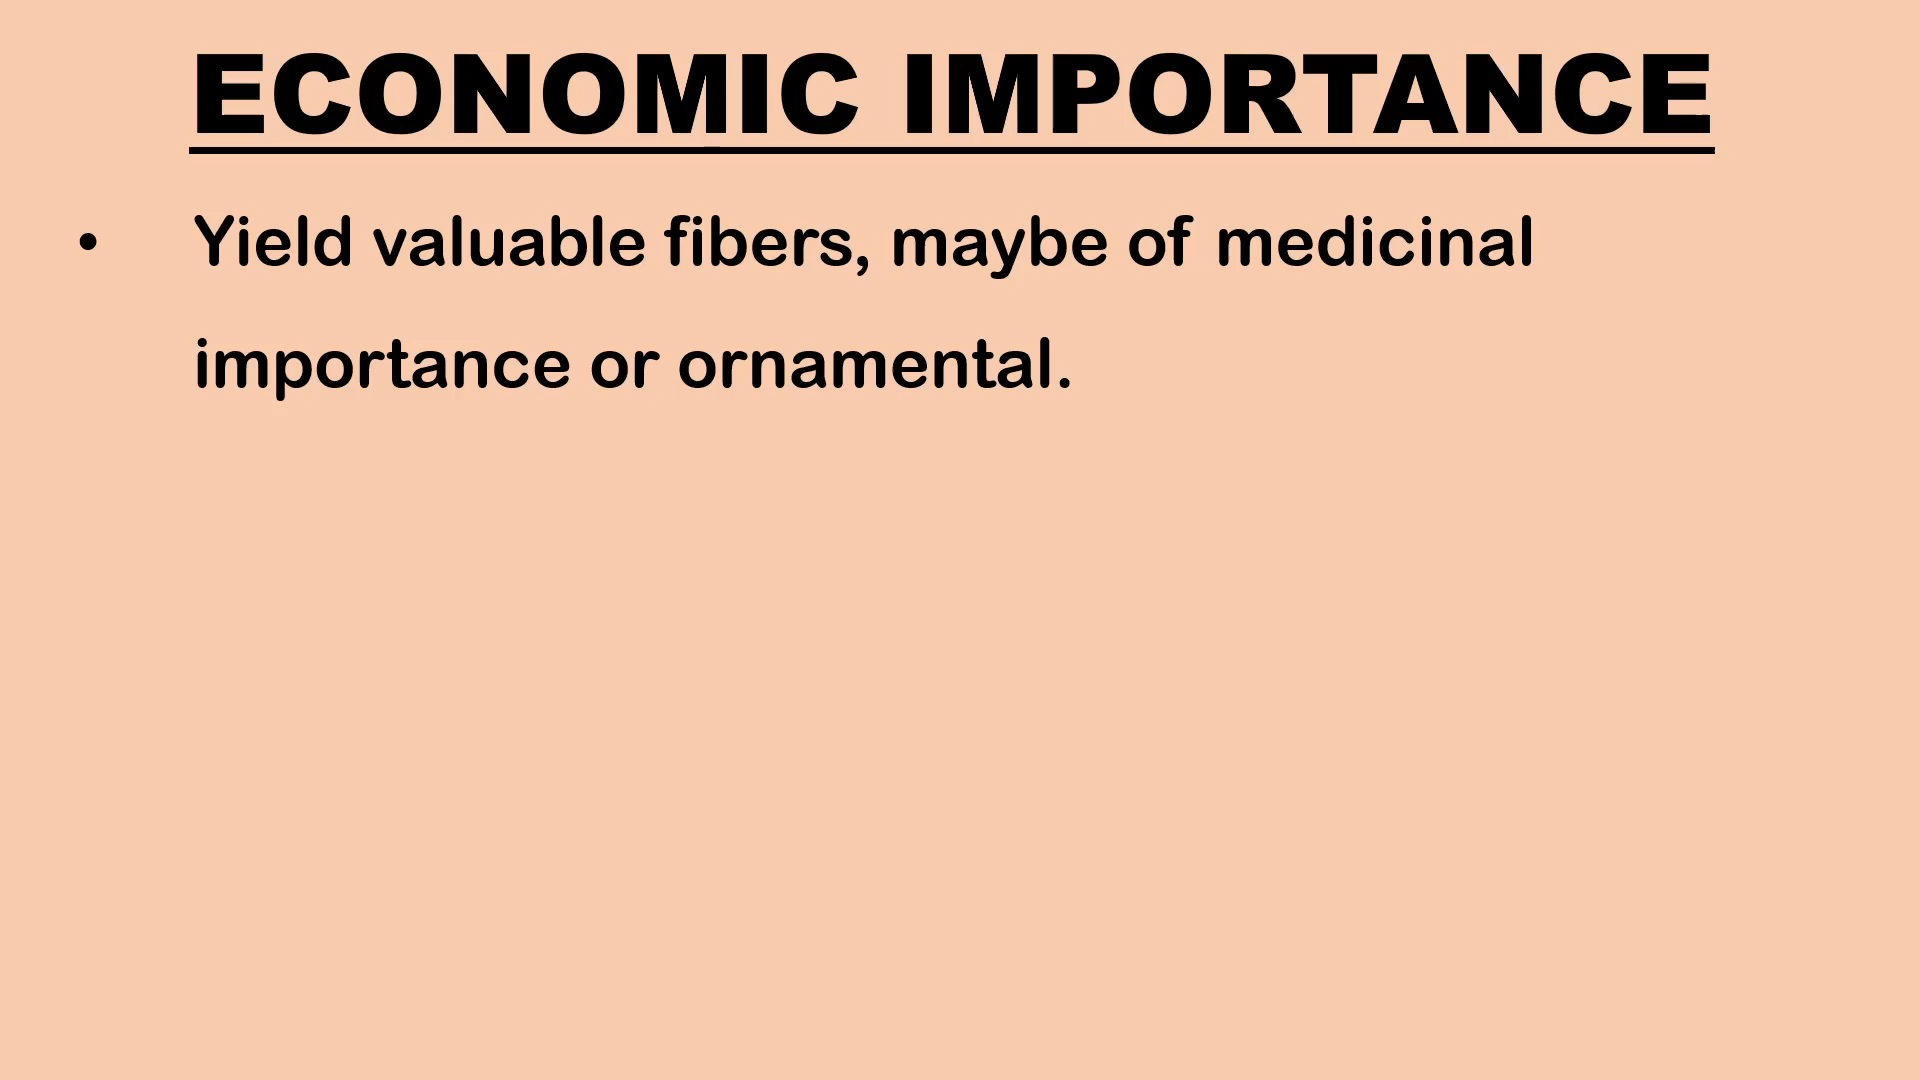 ECONOMIC IMPORTANCE
• Yield valuable fibers, maybe of medicinal
importance or ornamental.